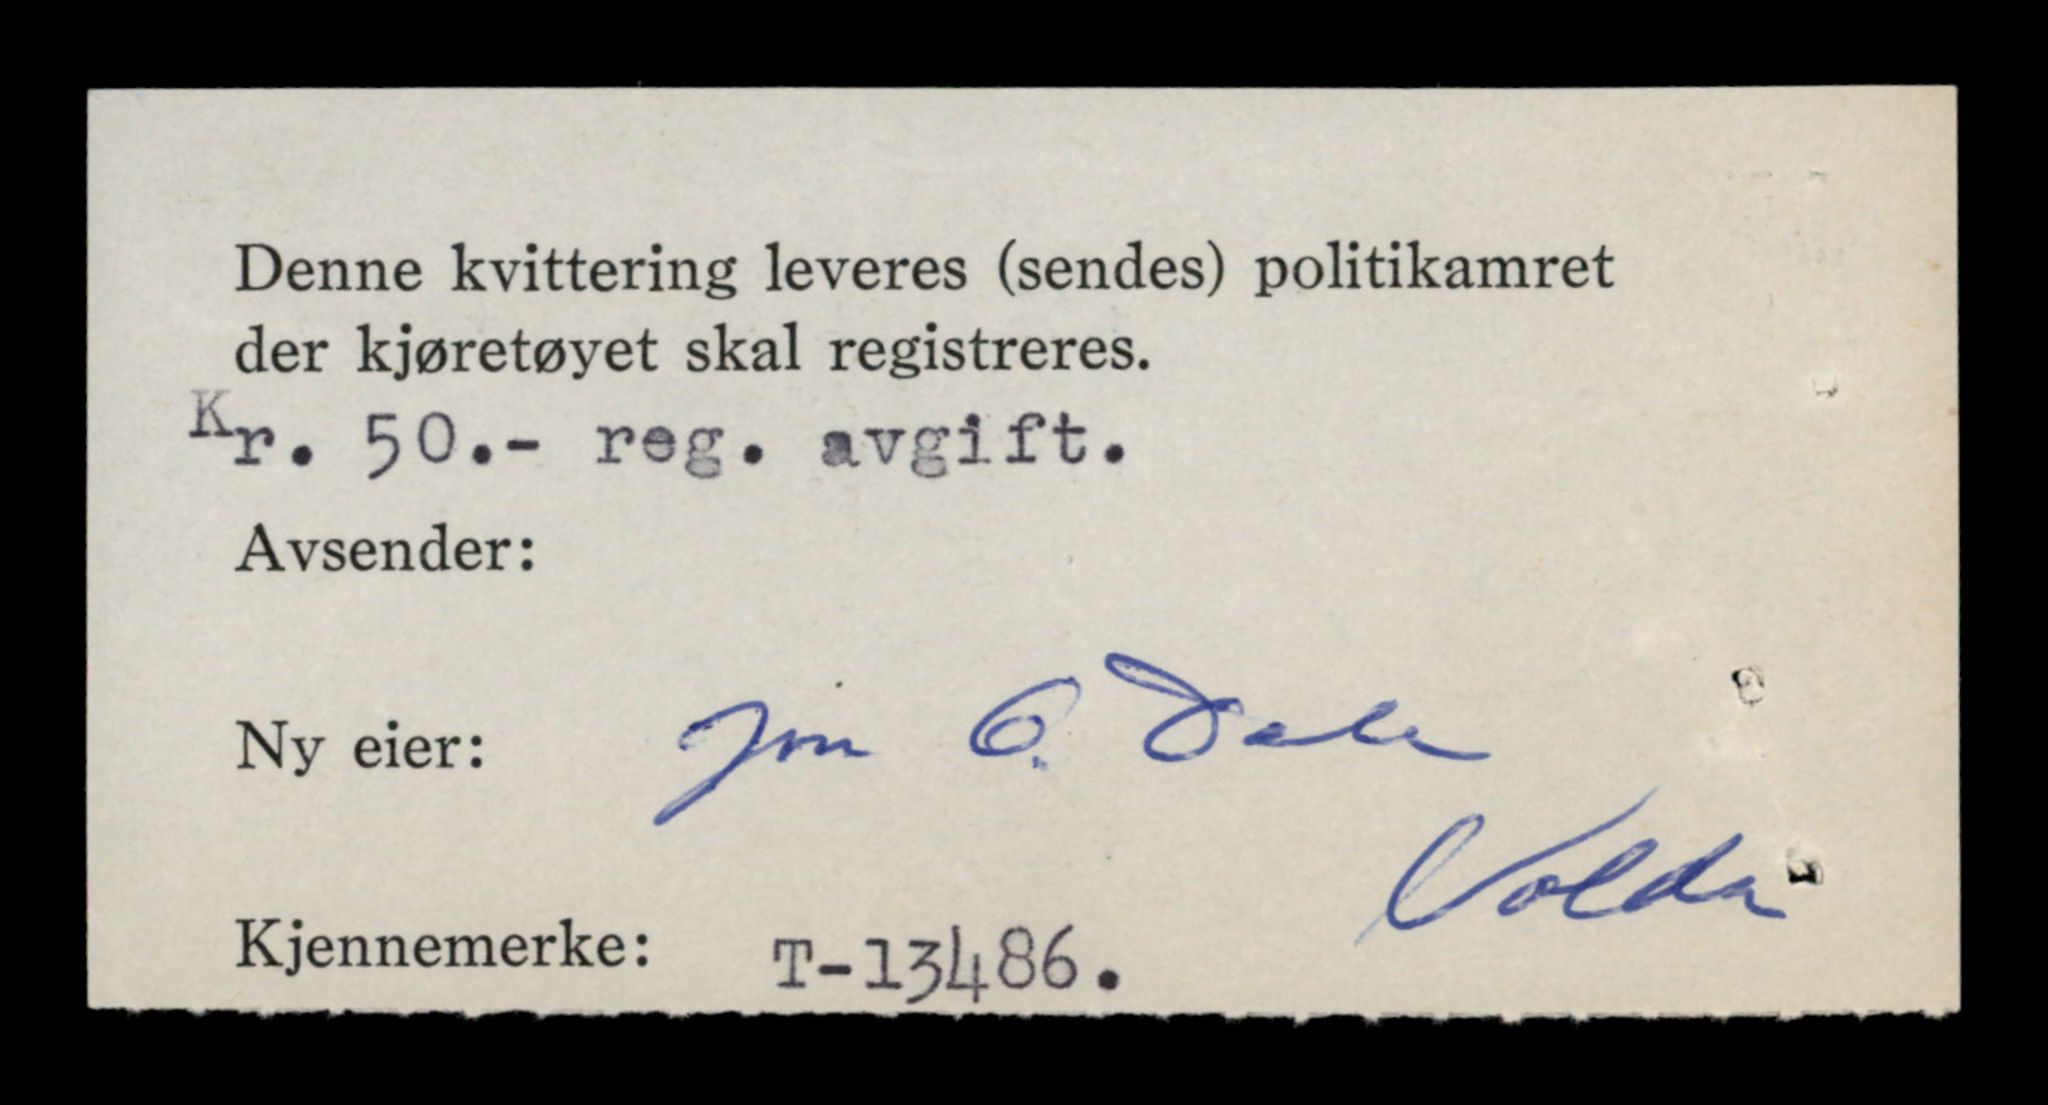 Denne kvittering leveres (sendes) politikamret
der kjøretøyet skal registreres.
Kr. 50.- reg. avgift.
Avsender:
Ny eier: Jon O. Dale
Volda
Kjennemerke: T-13486.